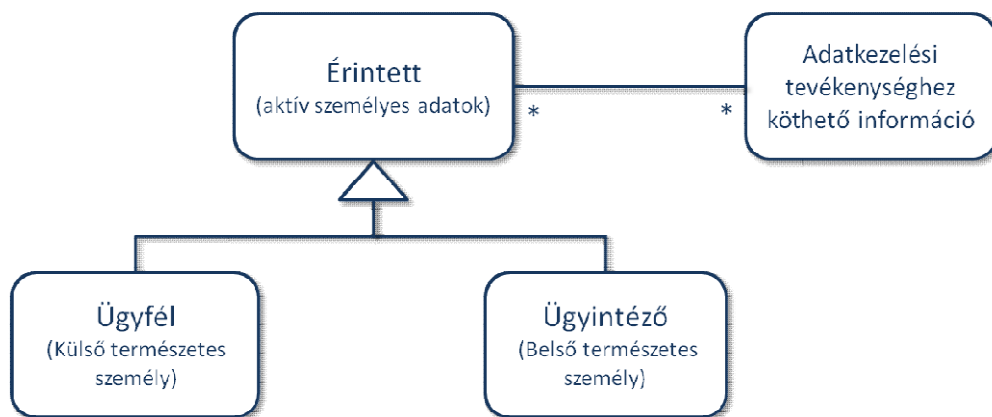 Érintett
(aktív személyes adatok)
*
*
Adatkezelési
tevékenységhez
köthető információ
Ügyfél
(Külső természetes
személy)
Ügyintéző
(Belső természetes
személy)